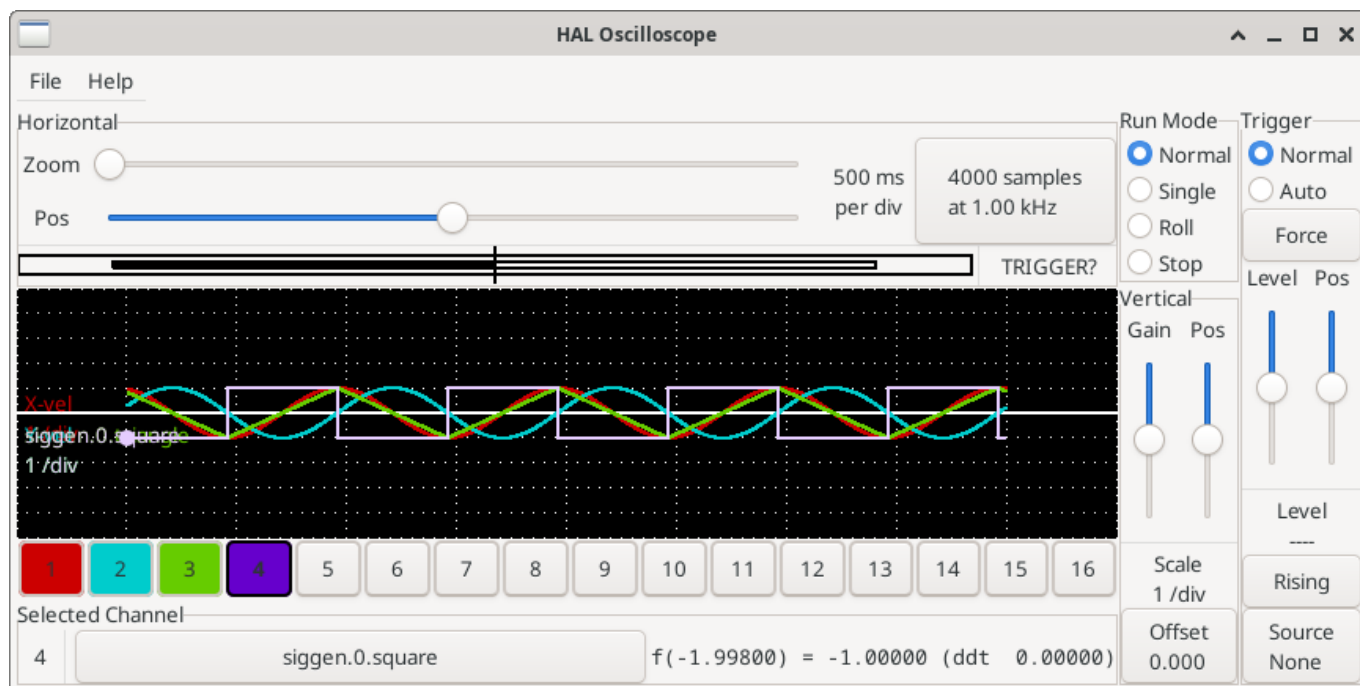 HAL Oscilloscope
File Help
Horizontal
Zoom
Pos
500 ms
per div
4000 samples
at 1.00 kHz
TRIGGER?
Run Mode
Normal
Single
Roll
Stop
Trigger
Normal
Auto
Force
Level Pos
Vertical
Gain Pos
X-vel
siggen.0.square
1 /div
Level
----
1 2 3 4 5 6 7 8 9 10 11 12 13 14 15 16
Scale
1 /div
Rising
Selected Channel
4 siggen.0.square f(-1.99800) = -1.00000 (ddt 0.00000)
Offset
0.000
Source
None